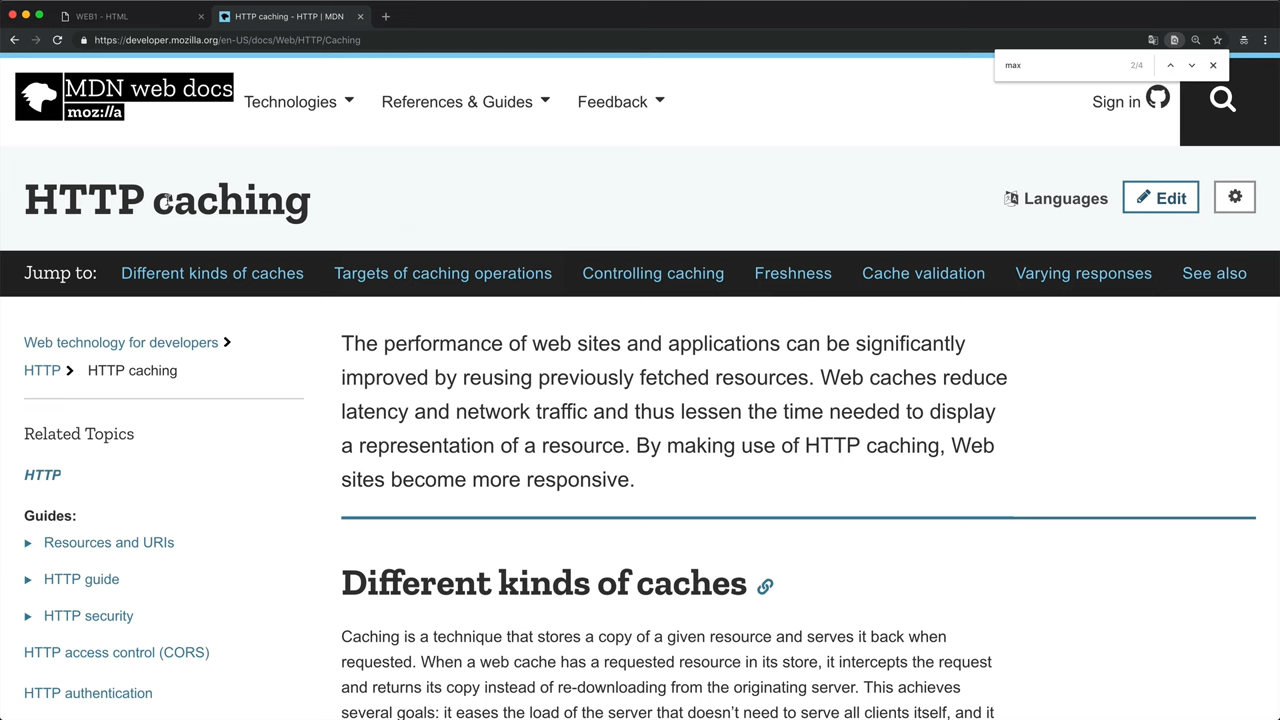 WEB1 - HTML
HTTP caching - HTTP | MDN
https://developer.mozilla.org/en-US/docs/Web/HTTP/Caching
max 2/4
MDN web docs
moz://a
Technologies References & Guides Feedback Sign in
HTTP caching
Languages Edit
Jump to: Different kinds of caches Targets of caching operations Controlling caching Freshness Cache validation Varying responses See also
Web technology for developers
HTTP HTTP caching
Related Topics
HTTP
Guides:
Resources and URIs
HTTP guide
HTTP security
HTTP access control (CORS)
HTTP authentication
The performance of web sites and applications can be significantly
improved by reusing previously fetched resources. Web caches reduce
latency and network traffic and thus lessen the time needed to display
a representation of a resource. By making use of HTTP caching, Web
sites become more responsive.
Different kinds of caches
Caching is a technique that stores a copy of a given resource and serves it back when
requested. When a web cache has a requested resource in its store, it intercepts the request
and returns its copy instead of re-downloading from the originating server. This achieves
several goals: it eases the load of the server that doesn't need to serve all clients itself, and it